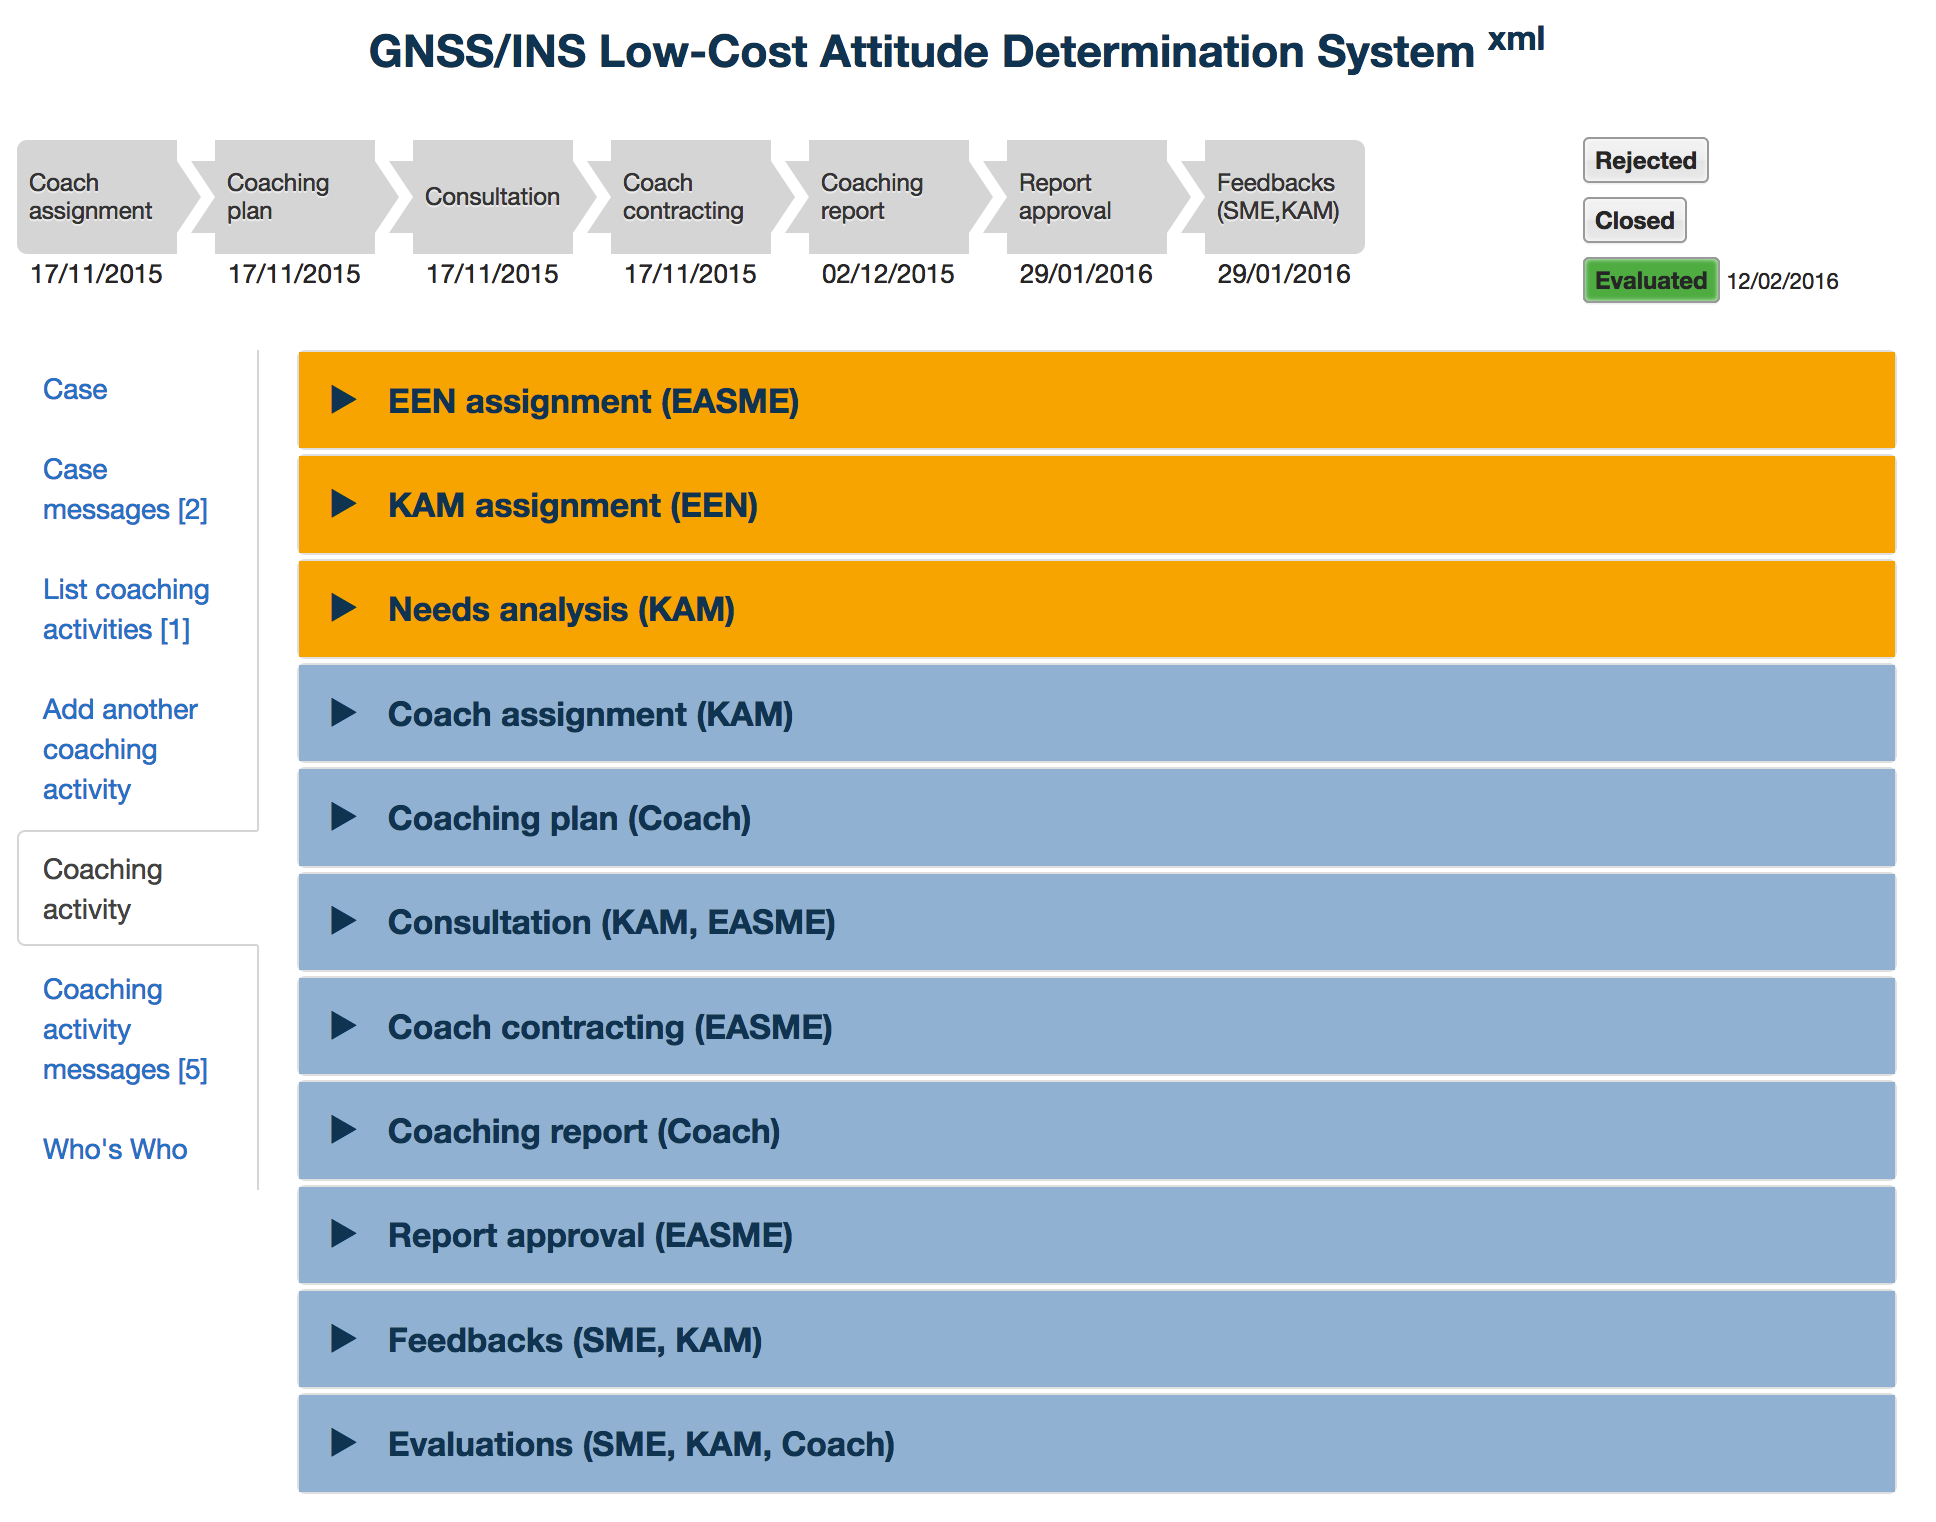 GNSS/INS Low-Cost Attitude Determination System xml
Coach
assignment
17/11/2015
Coaching
plan
17/11/2015
Consultation
17/11/2015
Coach
contracting
17/11/2015
Coaching
report
02/12/2015
Report
approval
29/01/2016
Feedbacks
(SME,KAM)
29/01/2016
Rejected
Closed
Evaluated 12/02/2016
Case
Case
messages [2]
List coaching
activities [1]
Add another
coaching
activity
Coaching
activity
Coaching
activity
messages [5]
Who's Who
EEN assignment (EASME)
KAM assignment (EEN)
Needs analysis (KAM)
Coach assignment (KAM)
Coaching plan (Coach)
Consultation (KAM, EASME)
Coach contracting (EASME)
Coaching report (Coach)
Report approval (EASME)
Feedbacks (SME, KAM)
Evaluations (SME, KAM, Coach)